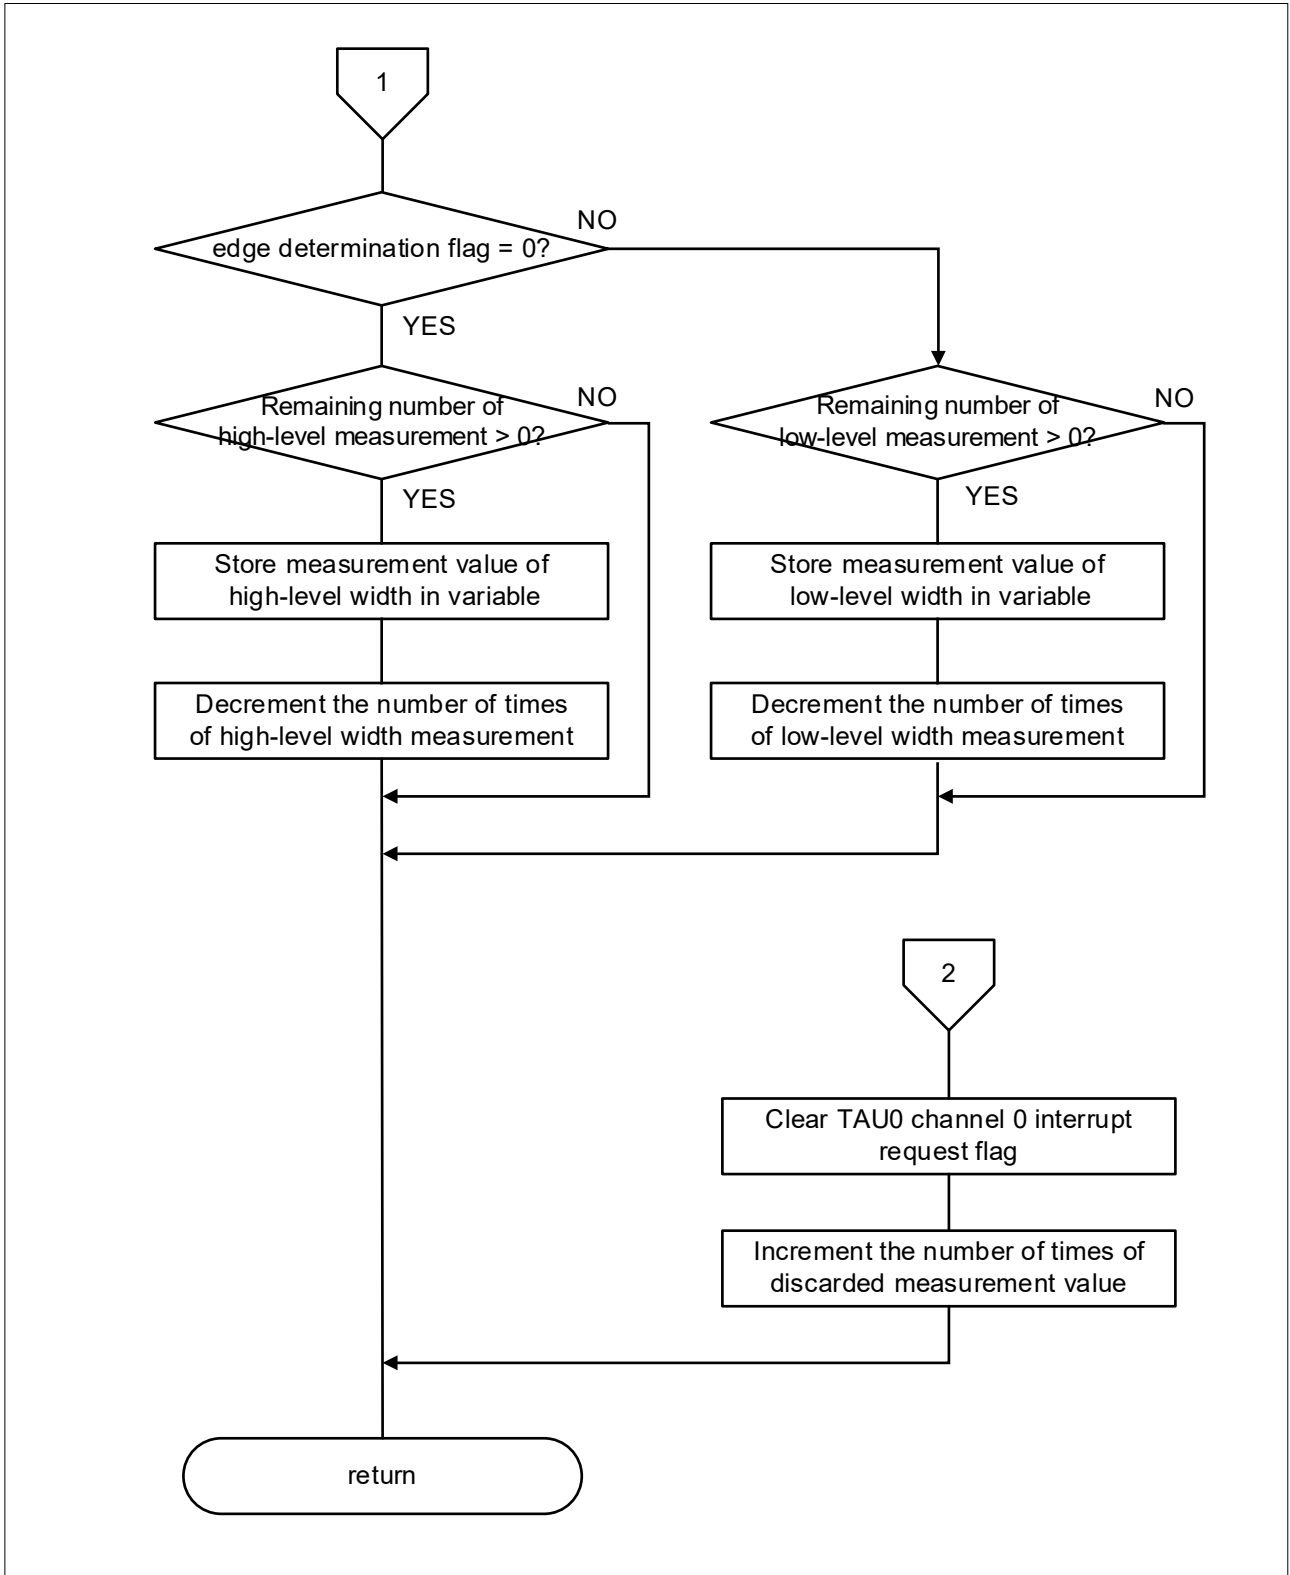 1
edge determination flag = 0?
NO
YES
Remaining number of
high-level measurement > 0?
NO
YES
Store measurement value of
high-level width in variable
Decrement the number of times
of high-level width measurement
Remaining number of
low-level measurement > 0?
NO
YES
Store measurement value of
low-level width in variable
Decrement the number of times
of low-level width measurement
2
Clear TAU0 channel 0 interrupt
request flag
Increment the number of times of
discarded measurement value
return